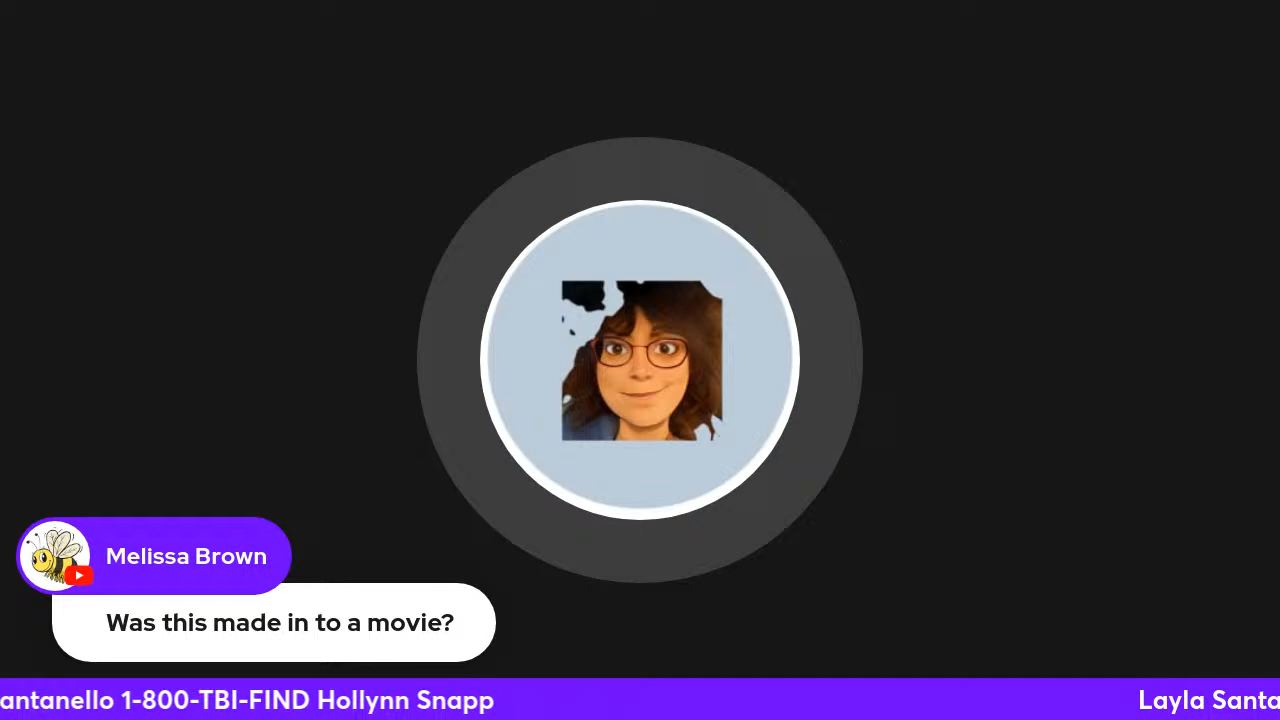 Melissa Brown
Was this made in to a movie?
antanello 1-800-TBI-FIND Hollynn Snapp
Layla Santa